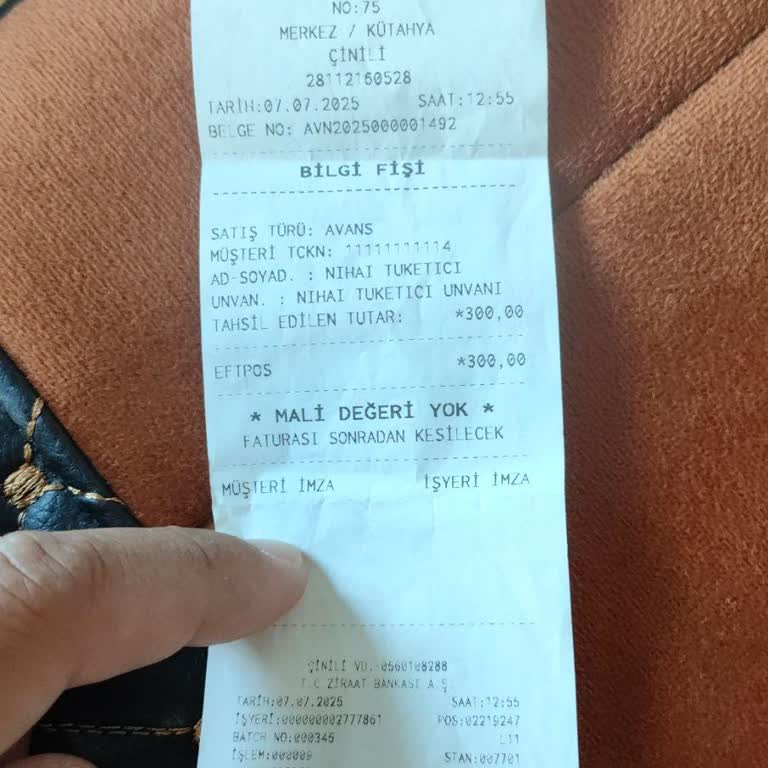 NO:75
MERKEZ / KÜTAHYA
ÇİNİLİ
28112160528
TARİH:07.07.2025 SAAT:12:55
BELGE NO: AVN2025000001492
BİLGİ FİŞİ
SATIŞ TÜRÜ: AVANS
MÜŞTERİ TCKN: 11111111114
AD-SOYAD. : NIHAI TUKETICI
UNVAN. : NIHAI TUKETICI UNVANI
TAHSİL EDİLEN TUTAR: *300,00
EFTPOS *300,00
* MALİ DEĞERİ YOK *
FATURASI SONRADAN KESİLECEK
MÜŞTERİ İMZA İŞYERİ İMZA
ÇİNİLİ VD.-0560108288
T.C ZİRAAT BANKASI A.Ş.
TARİH:07.07.2025 SAAT:12:55
İŞYERİ:000000002777861 POS:02219247
BATCH NO:000345 L11
İŞLEM:000009 STAN:007701